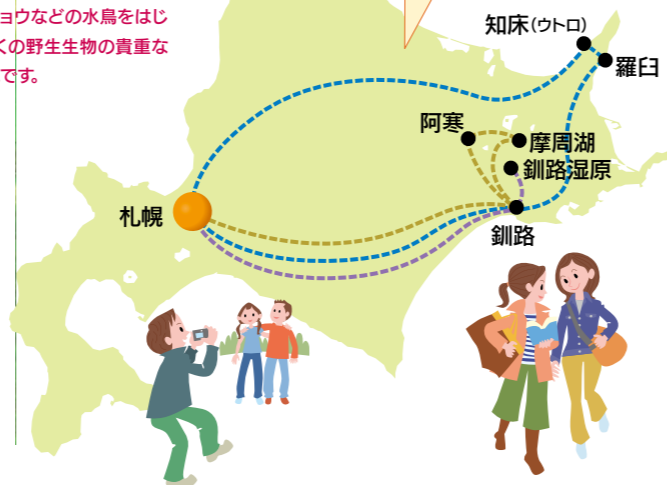 ョウなどの水鳥をはじ
くの野生生物の貴重な
です。
知床(ウトロ)
羅臼
阿寒
摩周湖
釧路湿原
札幌
釧路